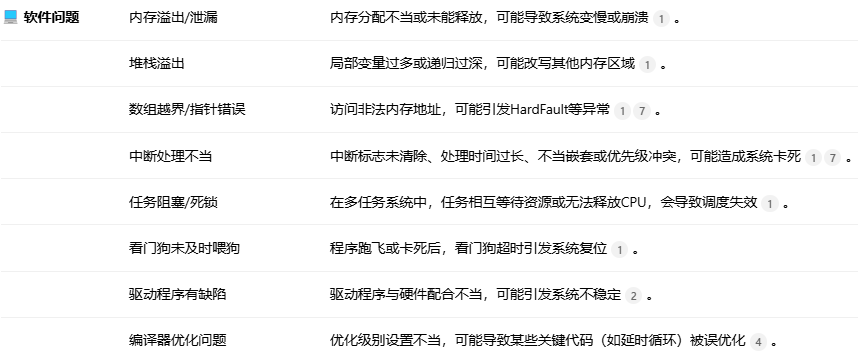 软件问题 内存溢出/泄漏 内存分配不当或未能释放，可能导致系统变慢或崩溃 1 。
堆栈溢出 局部变量过多或递归过深，可能改写其他内存区域 1 。
数组越界/指针错误 访问非法内存地址，可能引发HardFault等异常 1 7 。
中断处理不当 中断标志未清除、处理时间过长、不当嵌套或优先级冲突，可能造成系统卡死 1 7 。
任务阻塞/死锁 在多任务系统中，任务相互等待资源或无法释放CPU，会导致调度失效 1 。
看门狗未及时喂狗 程序跑飞或卡死后，看门狗超时引发系统复位 1 。
驱动程序有缺陷 驱动程序与硬件配合不当，可能引发系统不稳定 2 。
编译器优化问题 优化级别设置不当，可能导致某些关键代码（如延时循环）被误优化 4 。